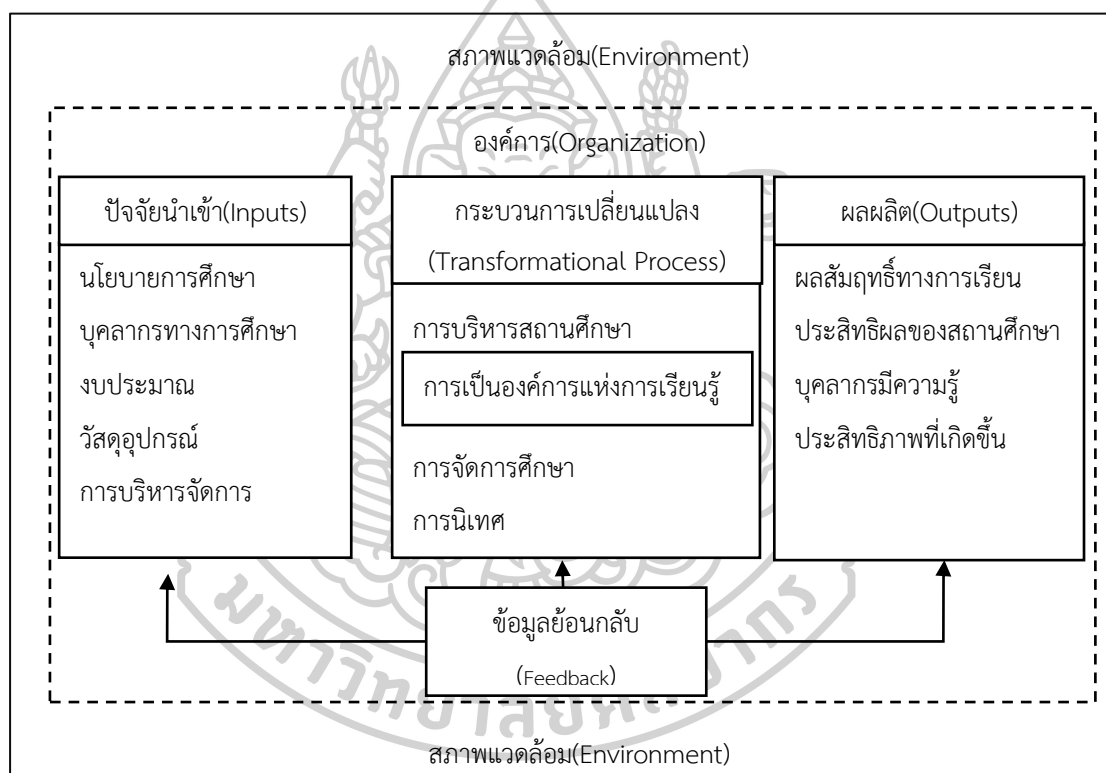 สภาพแวดล้อม(Environment)
องค์การ(Organization)
ปัจจัยนำเข้า(Inputs)
นโยบายการศึกษา
บุคลากรทางการศึกษา
งบประมาณ
วัสดุอุปกรณ์
การบริหารจัดการ
กระบวนการเปลี่ยนแปลง
(Transformational Process)
การบริหารสถานศึกษา
การเป็นองค์การแห่งการเรียนรู้
การจัดการศึกษา
การนิเทศ
ผลผลิต(Outputs)
ผลสัมฤทธิ์ทางการเรียน
ประสิทธิผลของสถานศึกษา
บุคลากรมีความรู้
ประสิทธิภาพที่เกิดขึ้น
ข้อมูลย้อนกลับ
(Feedback)
สภาพแวดล้อม(Environment)